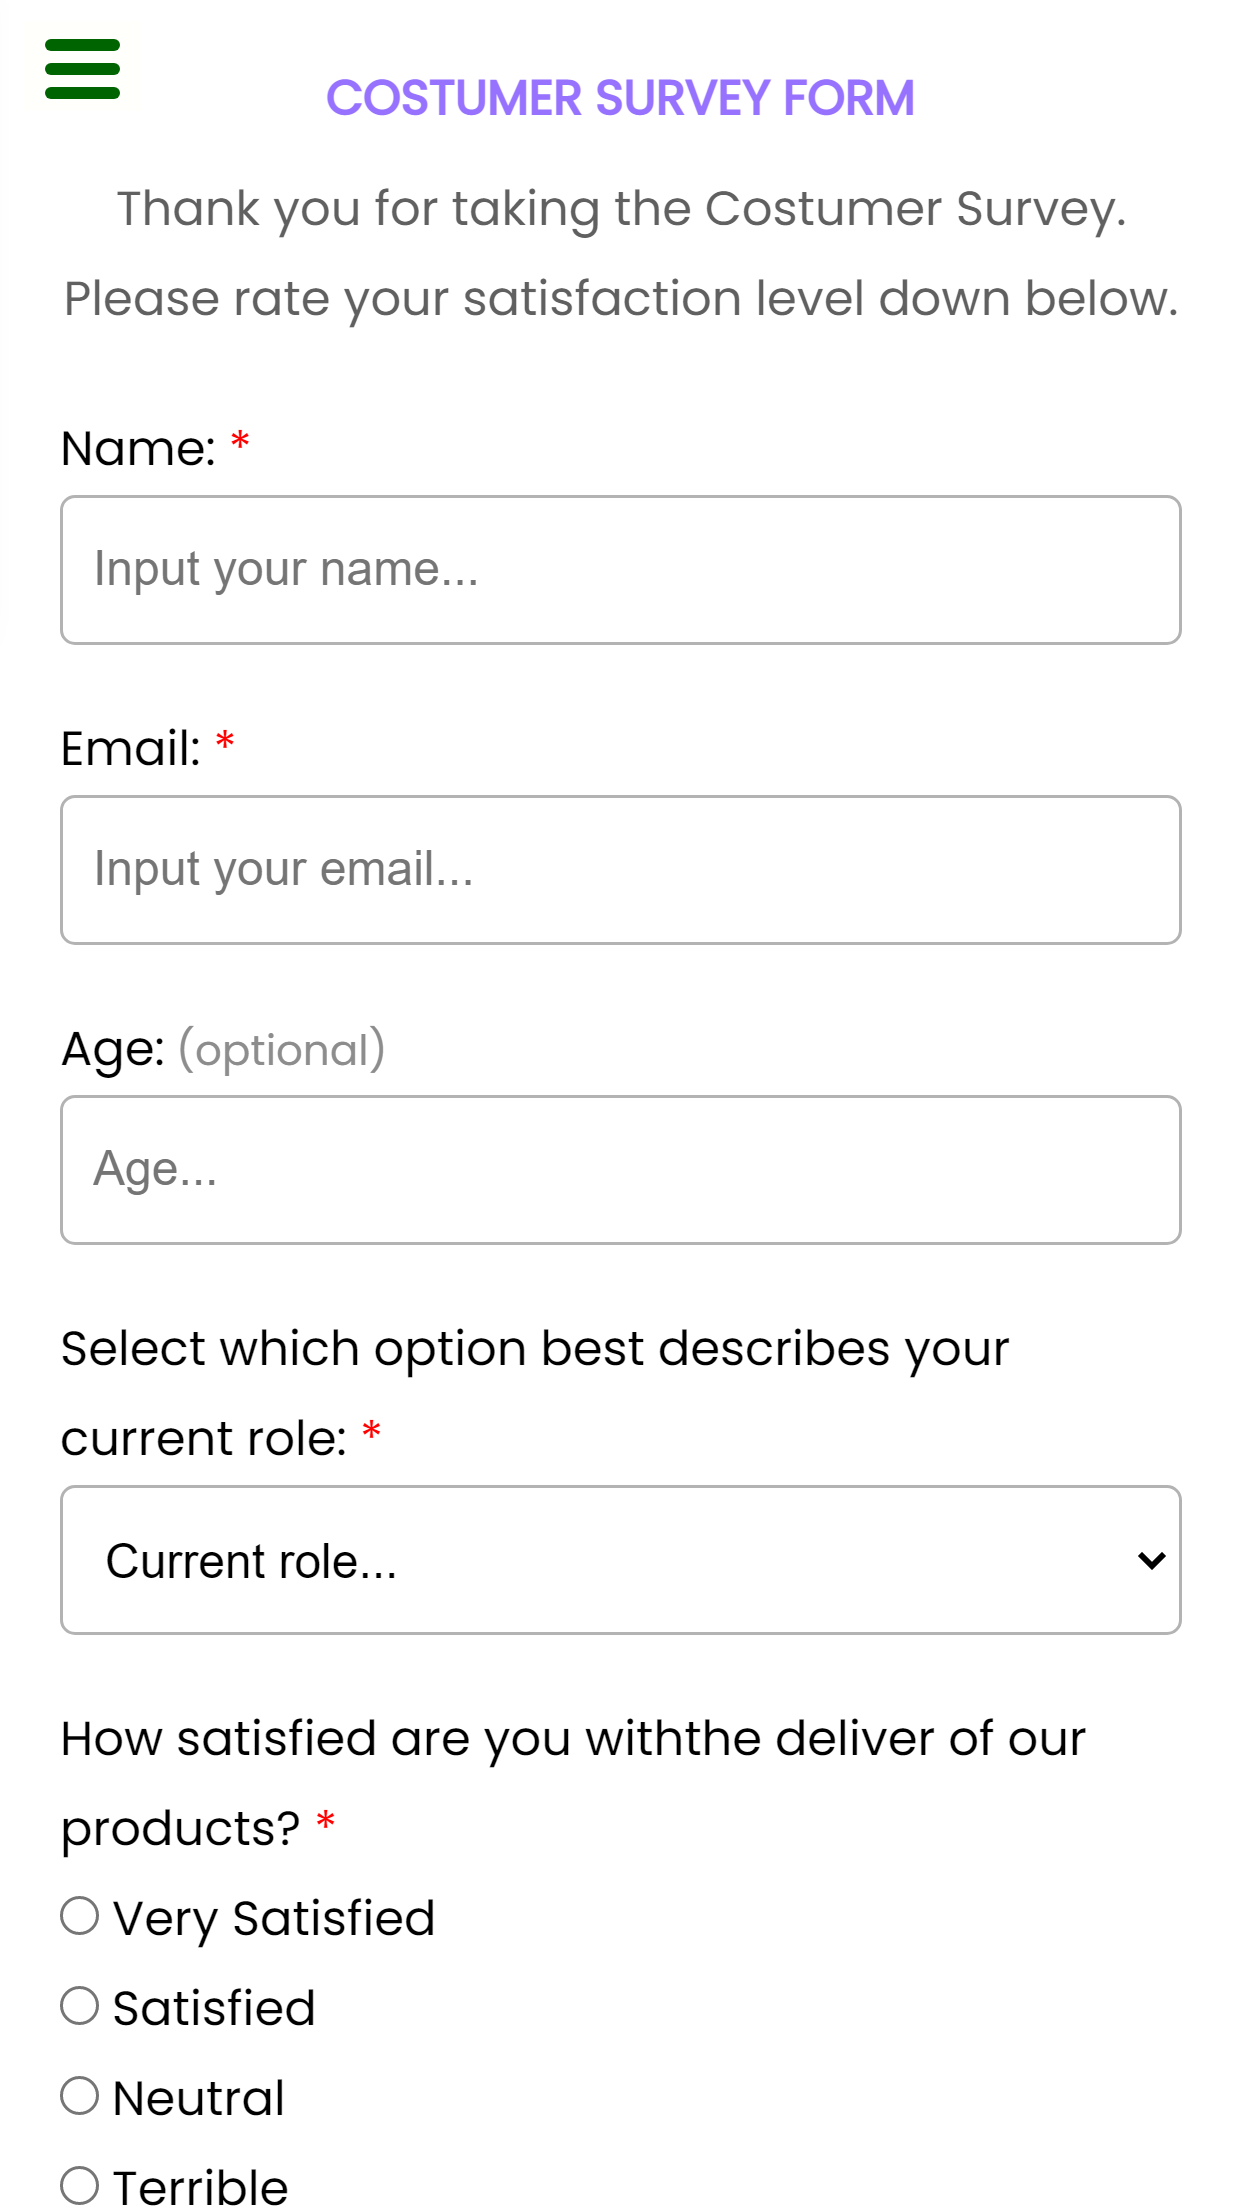 COSTUMER SURVEY FORM
Thank you for taking the Costumer Survey.
Please rate your satisfaction level down below.
Name: *
Input your name...
Email: *
Input your email...
Age: (optional)
Age...
Select which option best describes your
current role: *
Current role...
How satisfied are you withthe deliver of our
products? *
Very Satisfied
Satisfied
Neutral
Terrible